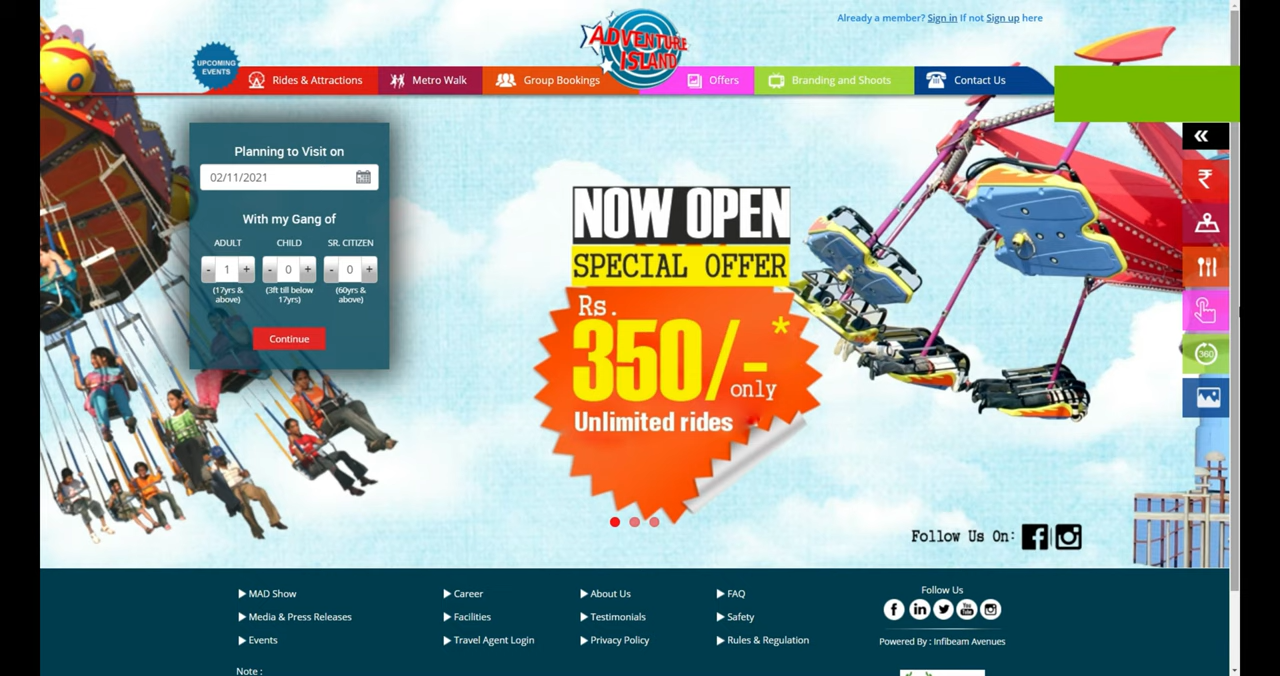 Already a member? Sign in If not Sign up here
ADVENTURE
ISLAND
UPCOMING
EVENTS
Rides & Attractions
Metro Walk
Group Bookings
Offers
Branding and Shoots
Contact Us
Planning to Visit on
02/11/2021
With my Gang of
ADULT CHILD SR. CITIZEN
- 1 + - 0 + - 0 +
(17yrs & above)
(3ft till below 17yrs)
(60yrs & above)
Continue
NOW OPEN
SPECIAL OFFER
Rs.
350/-*
only
Unlimited rides
«
₹
360
Follow Us On:
MAD Show
Media & Press Releases
Events
Career
Facilities
Travel Agent Login
About Us
Testimonials
Privacy Policy
FAQ
Safety
Rules & Regulation
Follow Us
Powered By : Infibeam Avenues
Note :